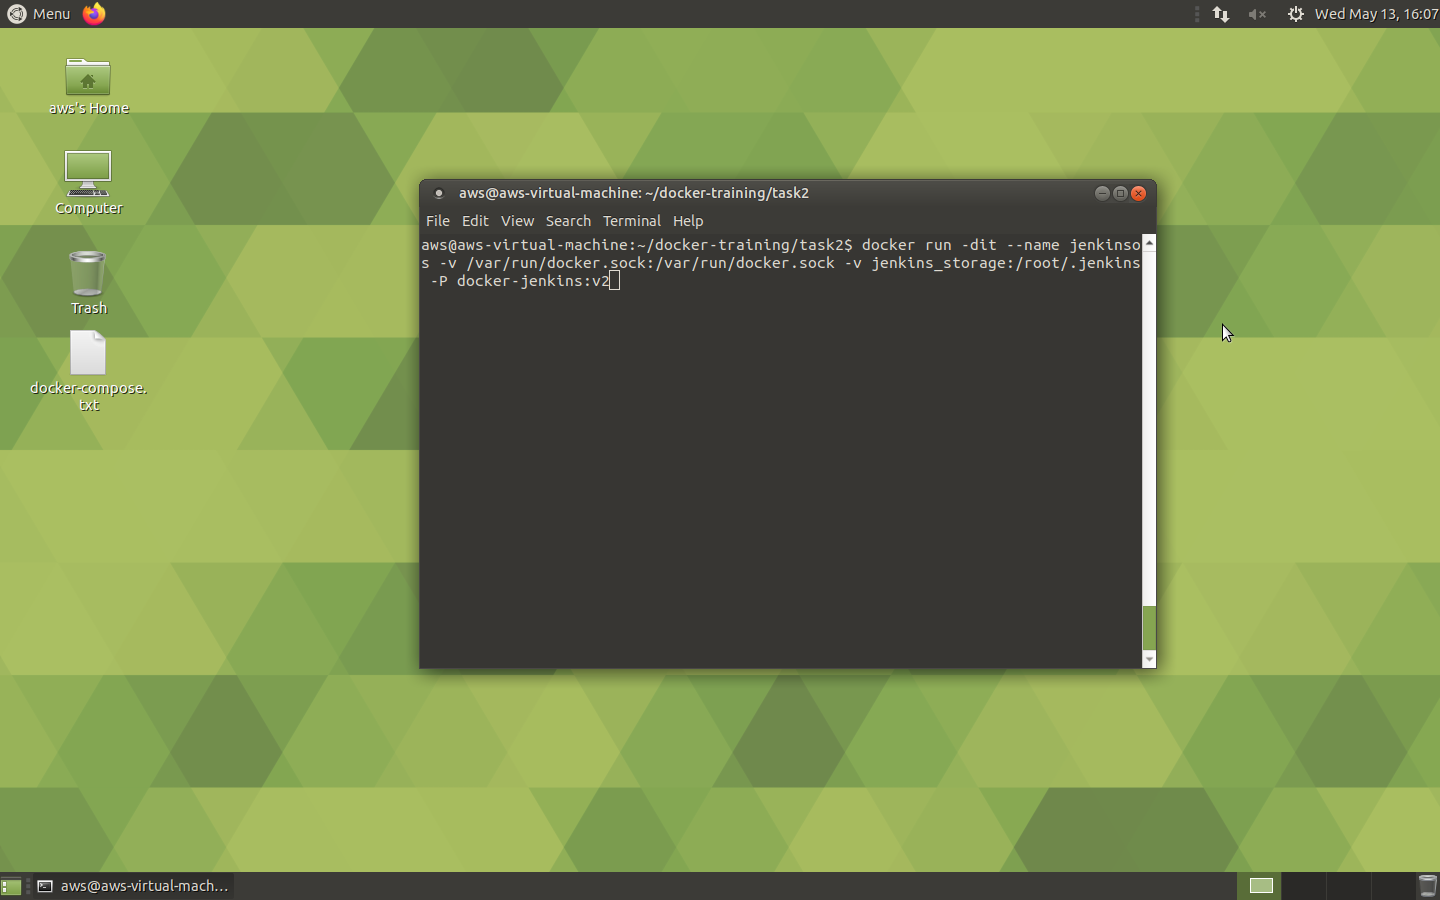 Menu
Wed May 13, 16:07
aws's Home
Computer
Trash
docker-compose.
txt
aws@aws-virtual-machine: ~/docker-training/task2
File Edit View Search Terminal Help
aws@aws-virtual-machine:~/docker-training/task2$ docker run -dit --name jenkinso
s -v /var/run/docker.sock:/var/run/docker.sock -v jenkins_storage:/root/.jenkins
 -P docker-jenkins:v2
aws@aws-virtual-mach...